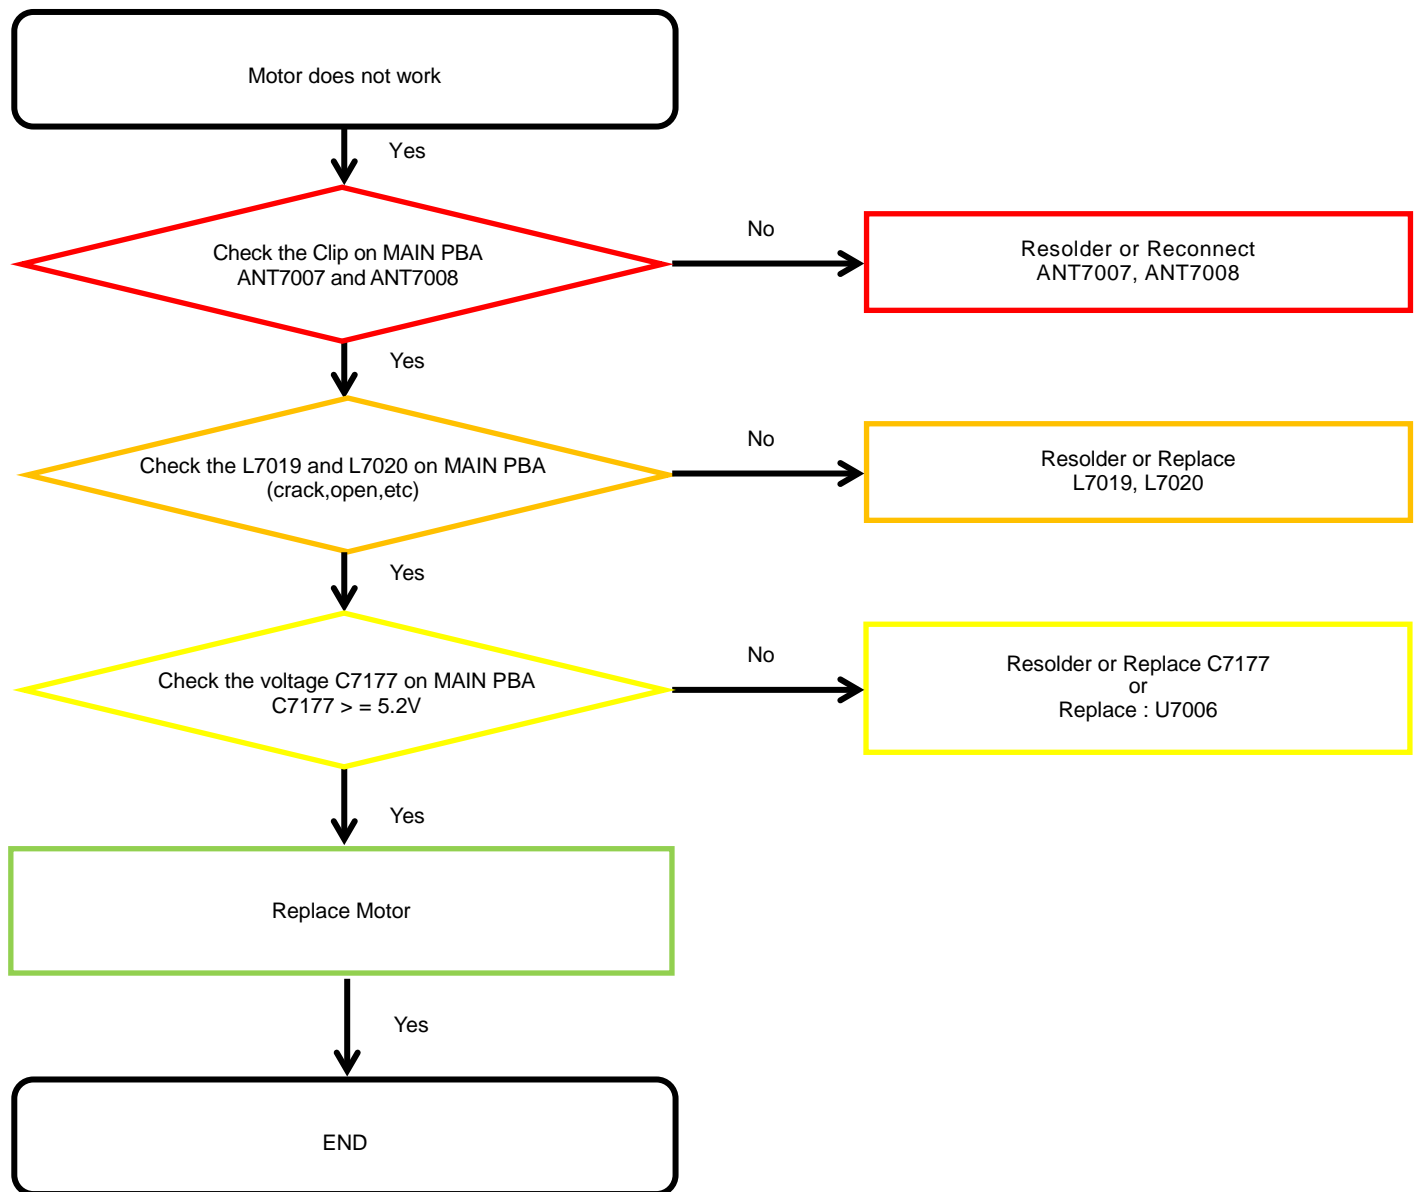 Motor does not work
Yes
Check the Clip on MAIN PBA
ANT7007 and ANT7008
No
Resolder or Reconnect
ANT7007, ANT7008
Yes
Check the L7019 and L7020 on MAIN PBA
(crack,open,etc)
No
Resolder or Replace
L7019, L7020
Yes
Check the voltage C7177 on MAIN PBA
C7177 > = 5.2V
No
Resolder or Replace C7177
or
Replace : U7006
Yes
Replace Motor
Yes
END